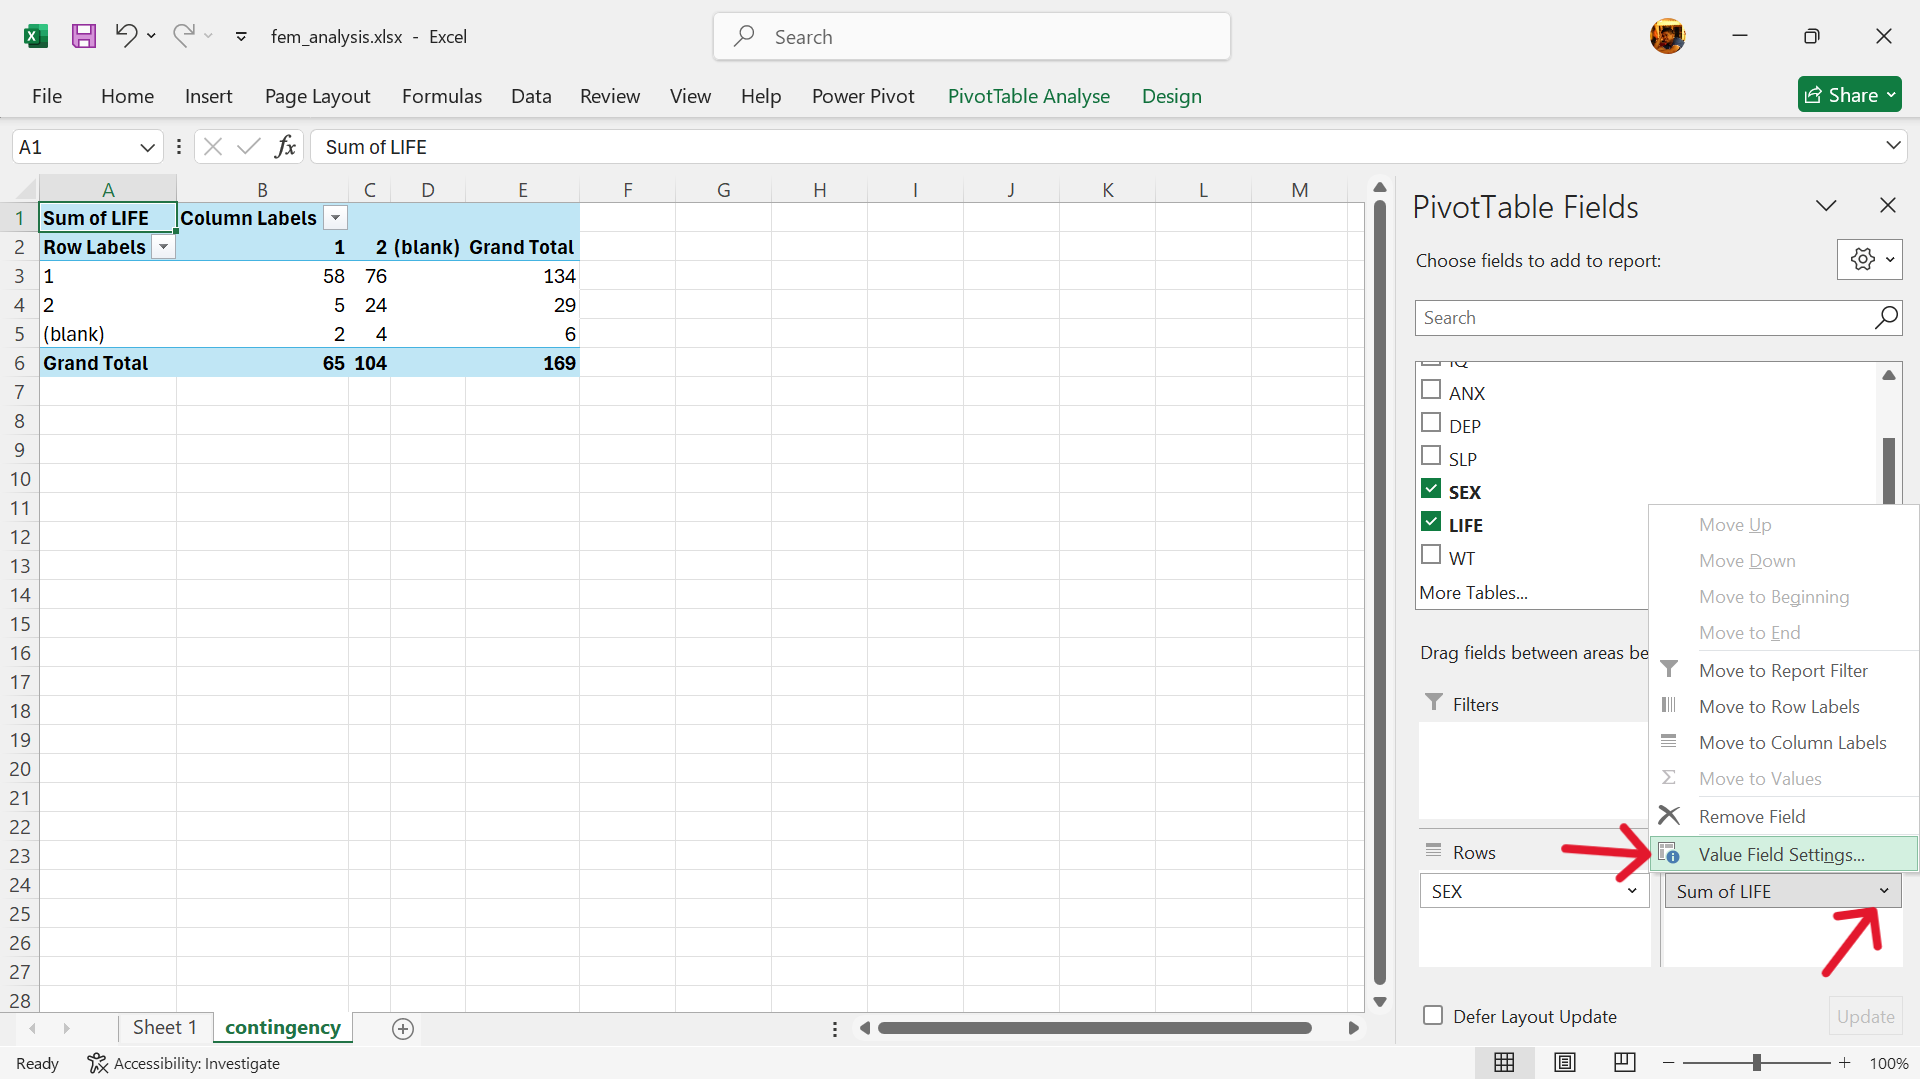 fem_analysis.xlsx - Excel
Search
File Home Insert Page Layout Formulas Data Review View Help Power Pivot PivotTable Analyse Design
Share
A1 fx Sum of LIFE
A B C D E F G H I J K L M
1 Sum of LIFE Column Labels
2 Row Labels 1 2 (blank) Grand Total
3 1 58 76 134
4 2 5 24 29
5 (blank) 2 4 6
6 Grand Total 65 104 169
7
8
9
10
11
12
13
14
15
16
17
18
19
20
21
22
23
24
25
26
27
28
PivotTable Fields
Choose fields to add to report:
Search
IQ
ANX
DEP
SLP
SEX
LIFE
WT
More Tables...
Move Up
Move Down
Move to Beginning
Move to End
Move to Report Filter
Move to Row Labels
Move to Column Labels
Move to Values
Remove Field
Value Field Settings...
Drag fields between areas be
Filters
Rows
SEX
Sum of LIFE
Defer Layout Update
Update
Sheet 1 contingency
Ready Accessibility: Investigate
100%